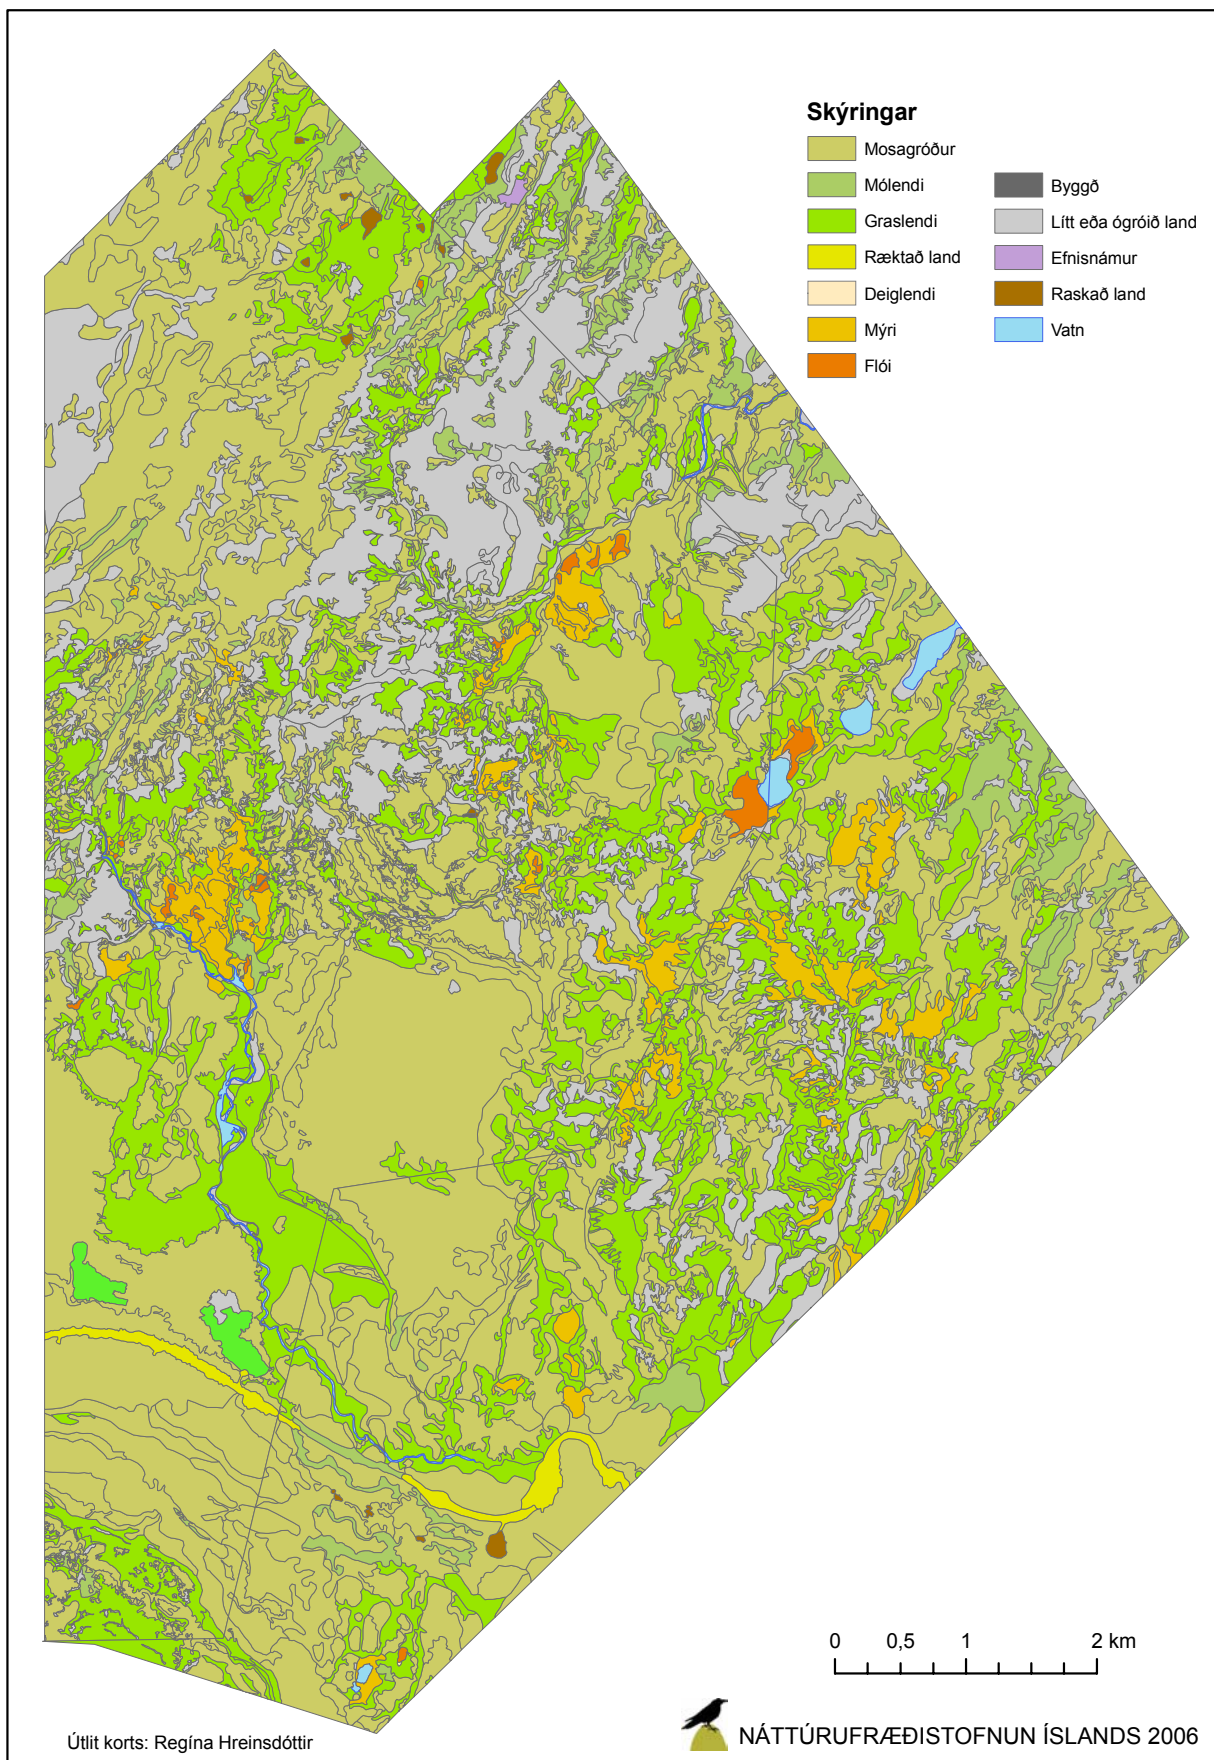 Skýringar
Mosagróður
Mólendi
Graslendi
Ræktað land
Deiglendi
Mýri
Flói
Byggð
Lítt eða ógróið land
Efnisnámur
Raskað land
Vatn
0 0,5 1 2 km
Útlit korts: Regína Hreinsdóttir
NÁTTÚRUFRÆÐISTOFNUN ÍSLANDS 2006